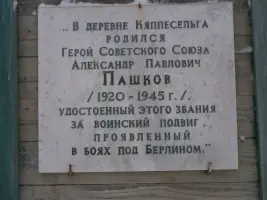 „В деревне Кяппесельга
родился
Герой Советского Союза
Александр Павлович
Пашков
/1920-1945 г./.
удостоенный этого звания
за воинский подвиг,
проявленный
в боях под Берлином."